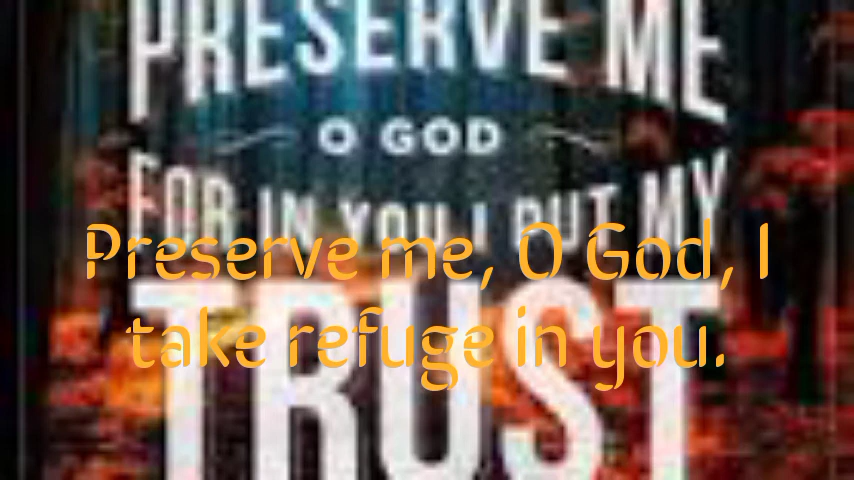 PRESERVE ME
O GOD
FOR IN YOU I PUT MY
Preserve me, O God, I
TRUST
take refuge in you.